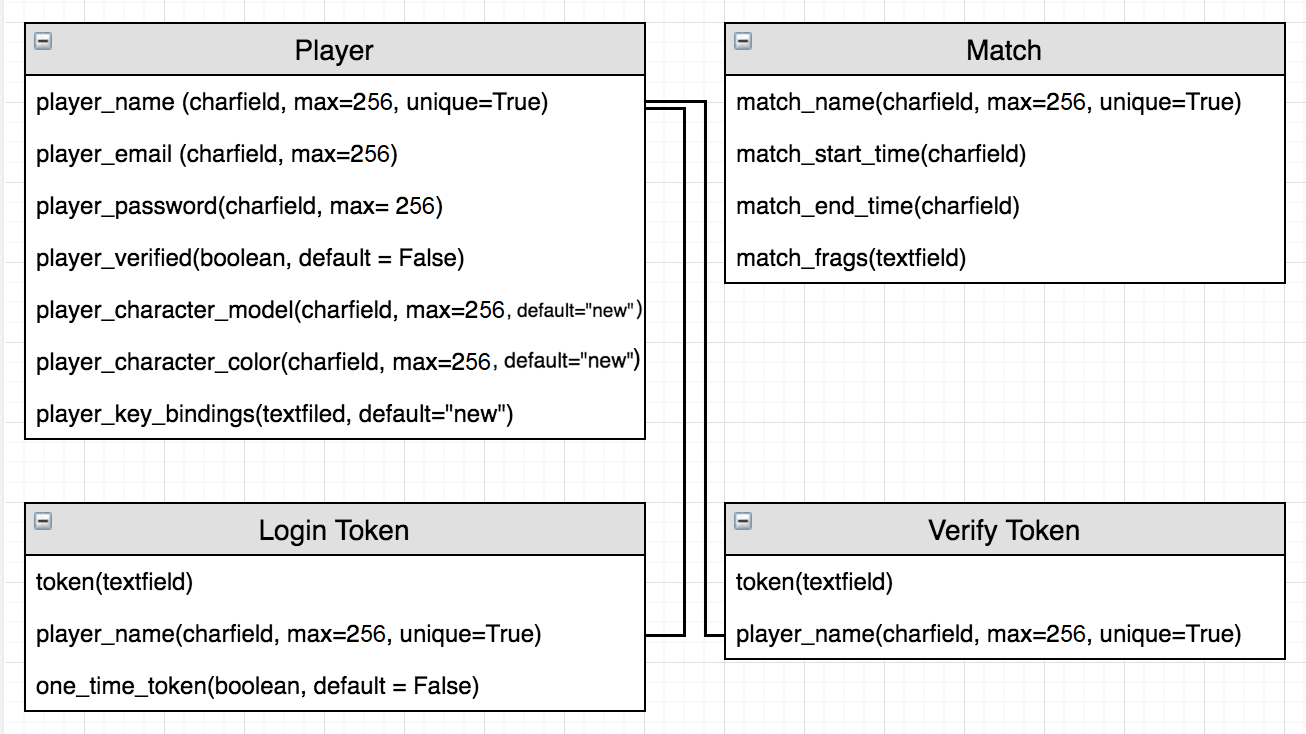 Player
player_name (charfield, max=256, unique=True)
player_email (charfield, max=256)
player_password(charfield, max= 256)
player_verified(boolean, default = False)
player_character_model(charfield, max=256, default="new")
player_character_color(charfield, max=256, default="new")
player_key_bindings(textfiled, default="new")
Match
match_name(charfield, max=256, unique=True)
match_start_time(charfield)
match_end_time(charfield)
match_frags(textfield)
Login Token
token(textfield)
player_name(charfield, max=256, unique=True)
one_time_token(boolean, default = False)
Verify Token
token(textfield)
player_name(charfield, max=256, unique=True)